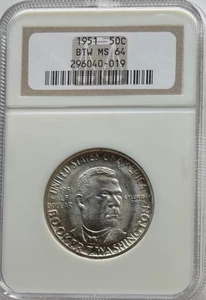 1951 50C
BTW MS 64
296040-019
UNITED STATES OF AMERICA
BOOKER T. WASHINGTON